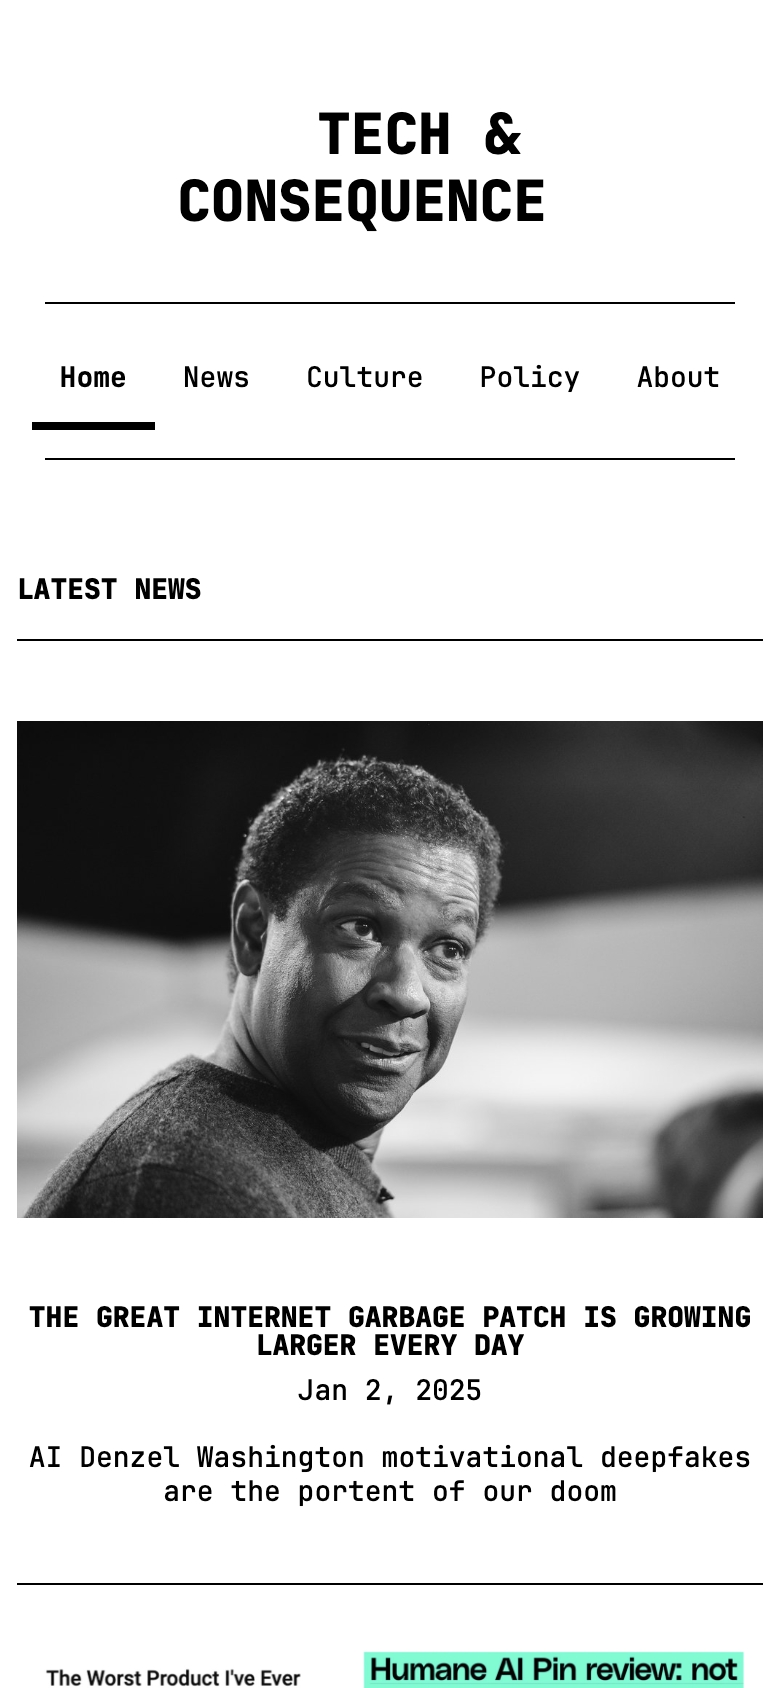 TECH &
CONSEQUENCE
Home News Culture Policy About
LATEST NEWS
THE GREAT INTERNET GARBAGE PATCH IS GROWING
LARGER EVERY DAY
Jan 2, 2025
AI Denzel Washington motivational deepfakes
are the portent of our doom
The Worst Product I've Ever
Humane AI Pin review: not